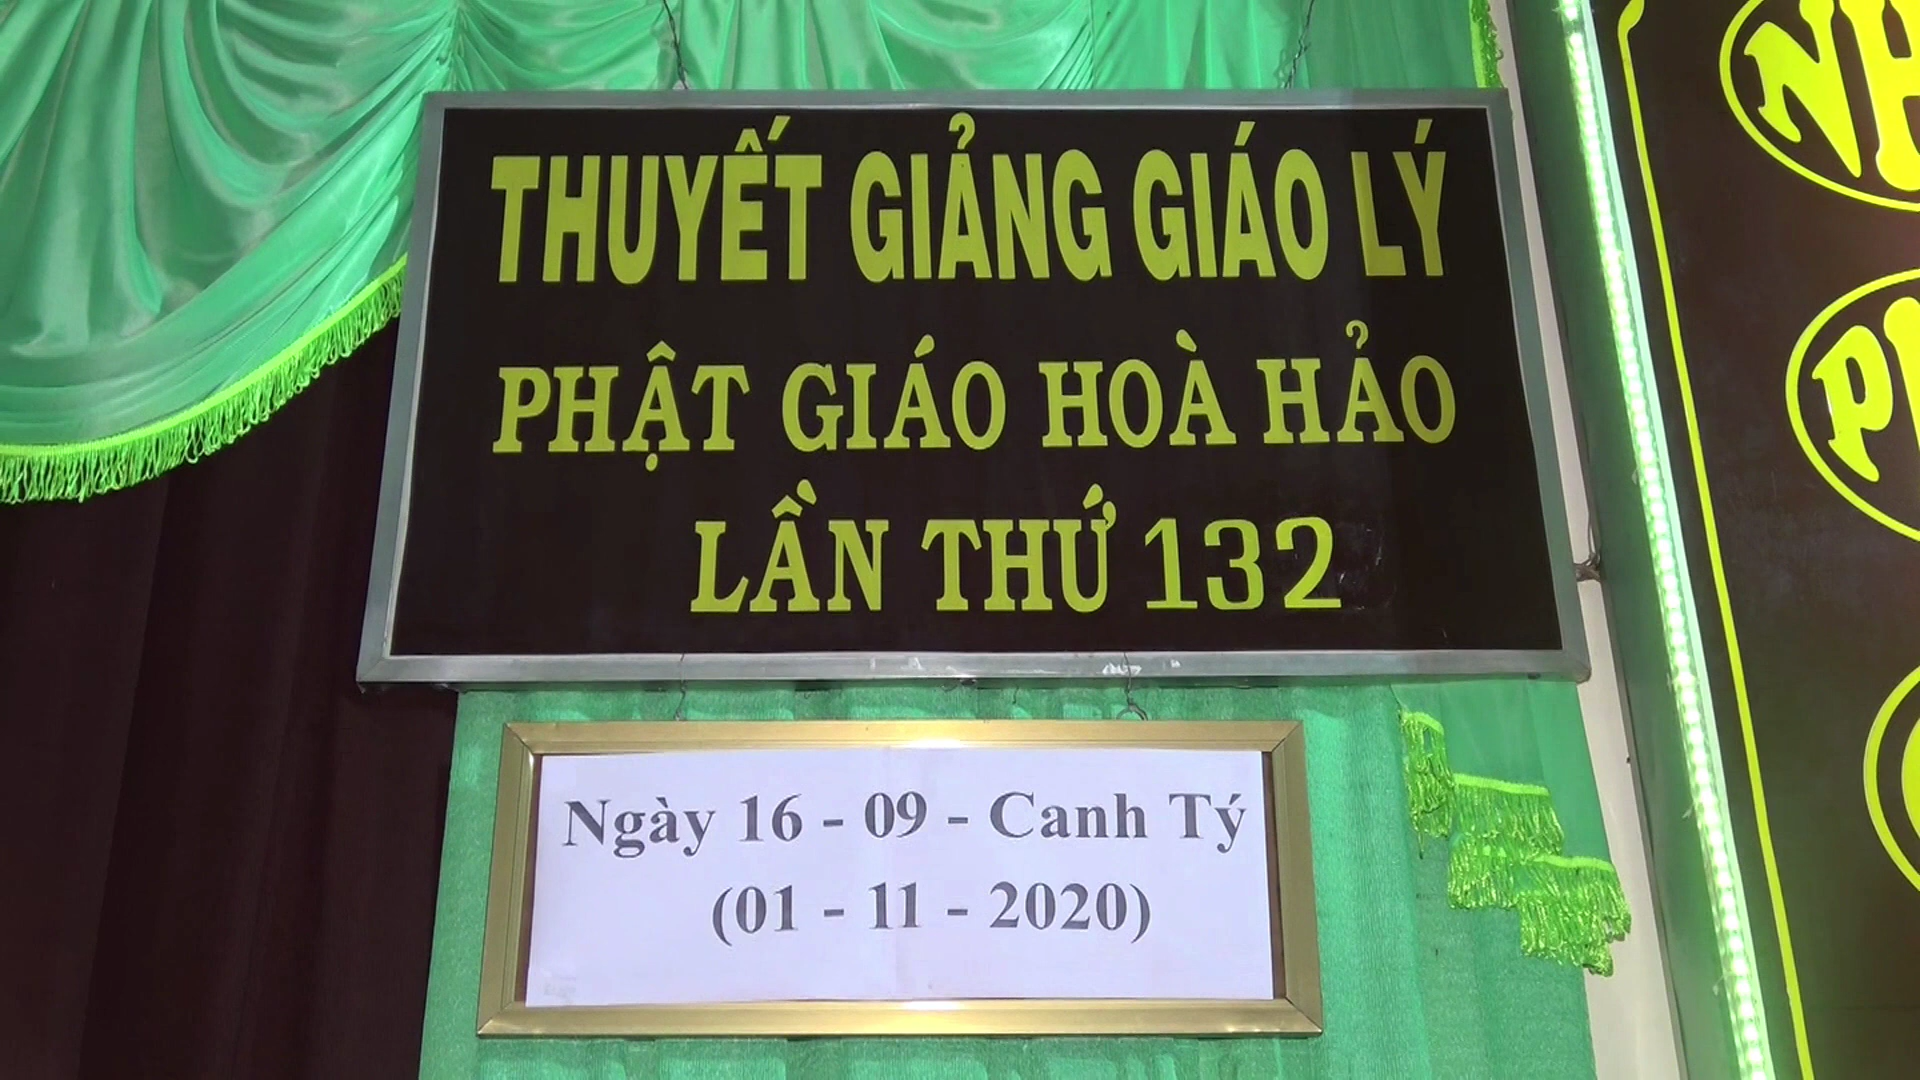 THUYẾT GIẢNG GIÁO LÝ
PHẬT GIÁO HOÀ HẢO
LẦN THỨ 132
Ngày 16 - 09 - Canh Tý
(01 - 11 - 2020)